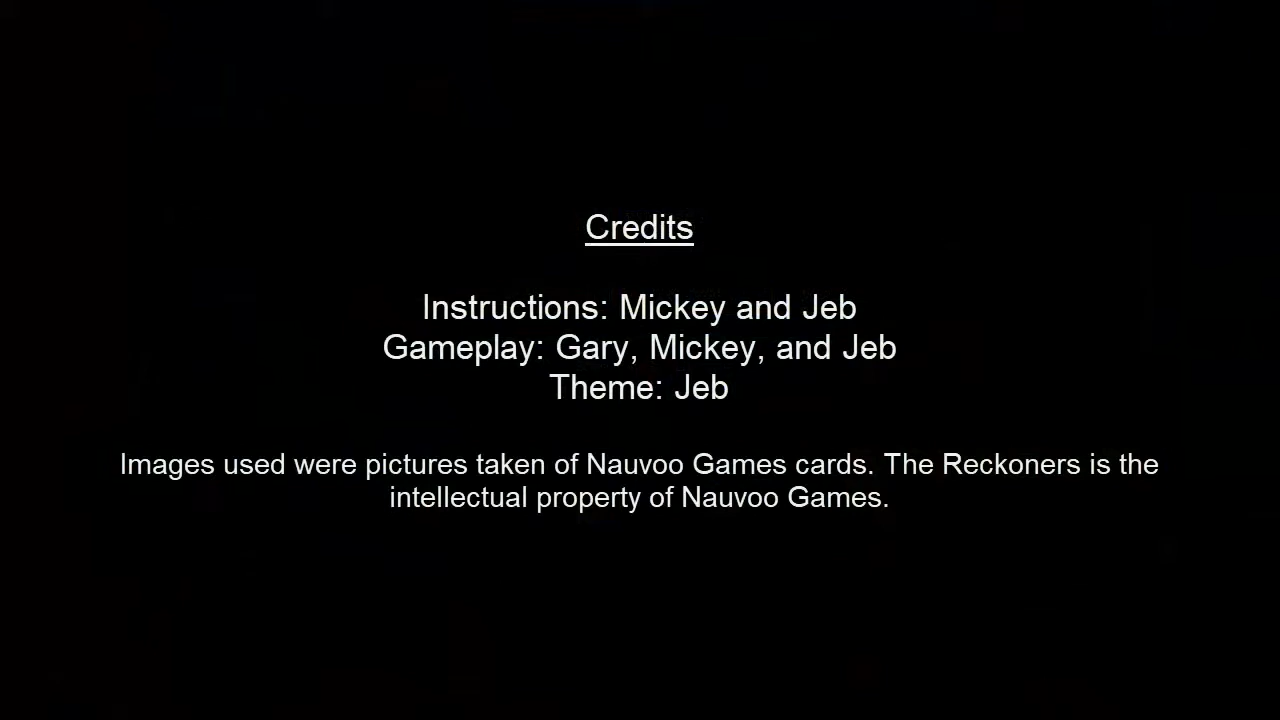 Credits
Instructions: Mickey and Jeb
Gameplay: Gary, Mickey, and Jeb
Theme: Jeb
Images used were pictures taken of Nauvoo Games cards. The Reckoners is the
intellectual property of Nauvoo Games.